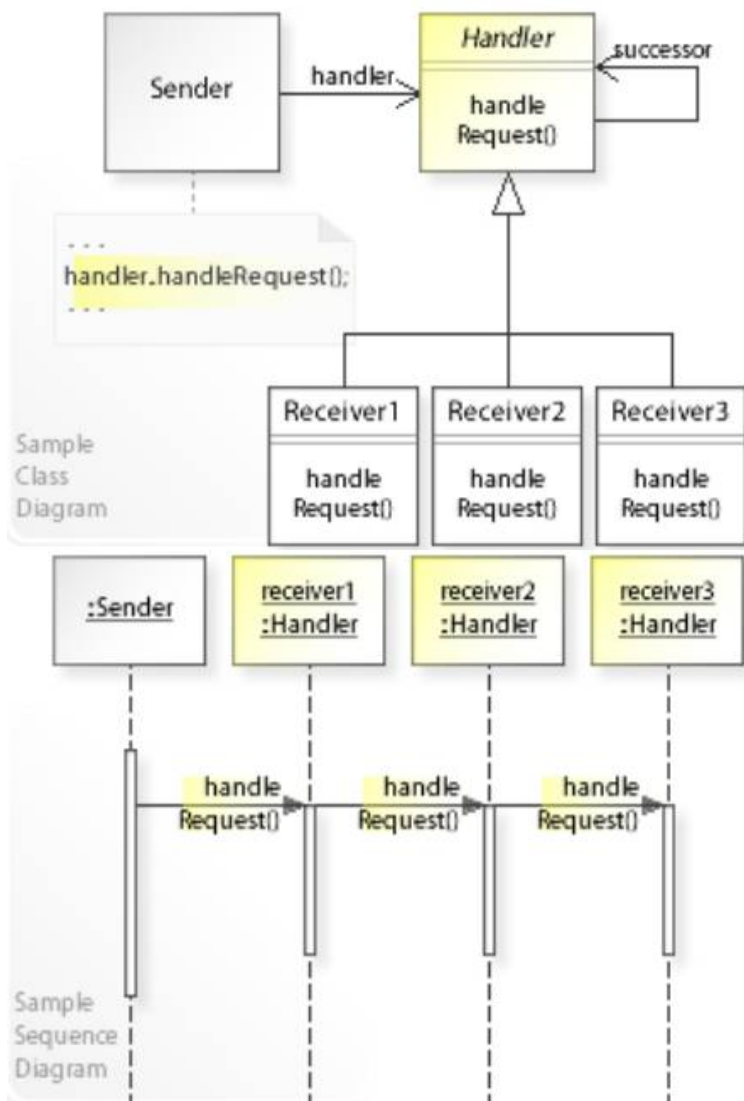 Sender
handler
Handler
handle
Request()
successor
. . .
handler.handleRequest();
. . .
Receiver1
handle
Request()
Receiver2
handle
Request()
Receiver3
handle
Request()
Sample
Class
Diagram
:Sender
receiver1
:Handler
receiver2
:Handler
receiver3
:Handler
handle
Request()
handle
Request()
handle
Request()
Sample
Sequence
Diagram